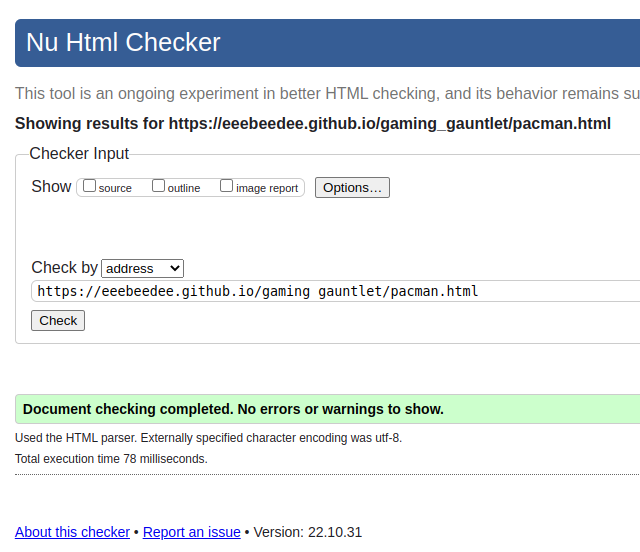 Nu Html Checker
This tool is an ongoing experiment in better HTML checking, and its behavior remains su
Showing results for https://eeebeedee.github.io/gaming_gauntlet/pacman.html
Checker Input
Show source outline image report Options...
Check by address
https://eeebeedee.github.io/gaming_gauntlet/pacman.html
Check
Document checking completed. No errors or warnings to show.
Used the HTML parser. Externally specified character encoding was utf-8.
Total execution time 78 milliseconds.
About this checker • Report an issue • Version: 22.10.31